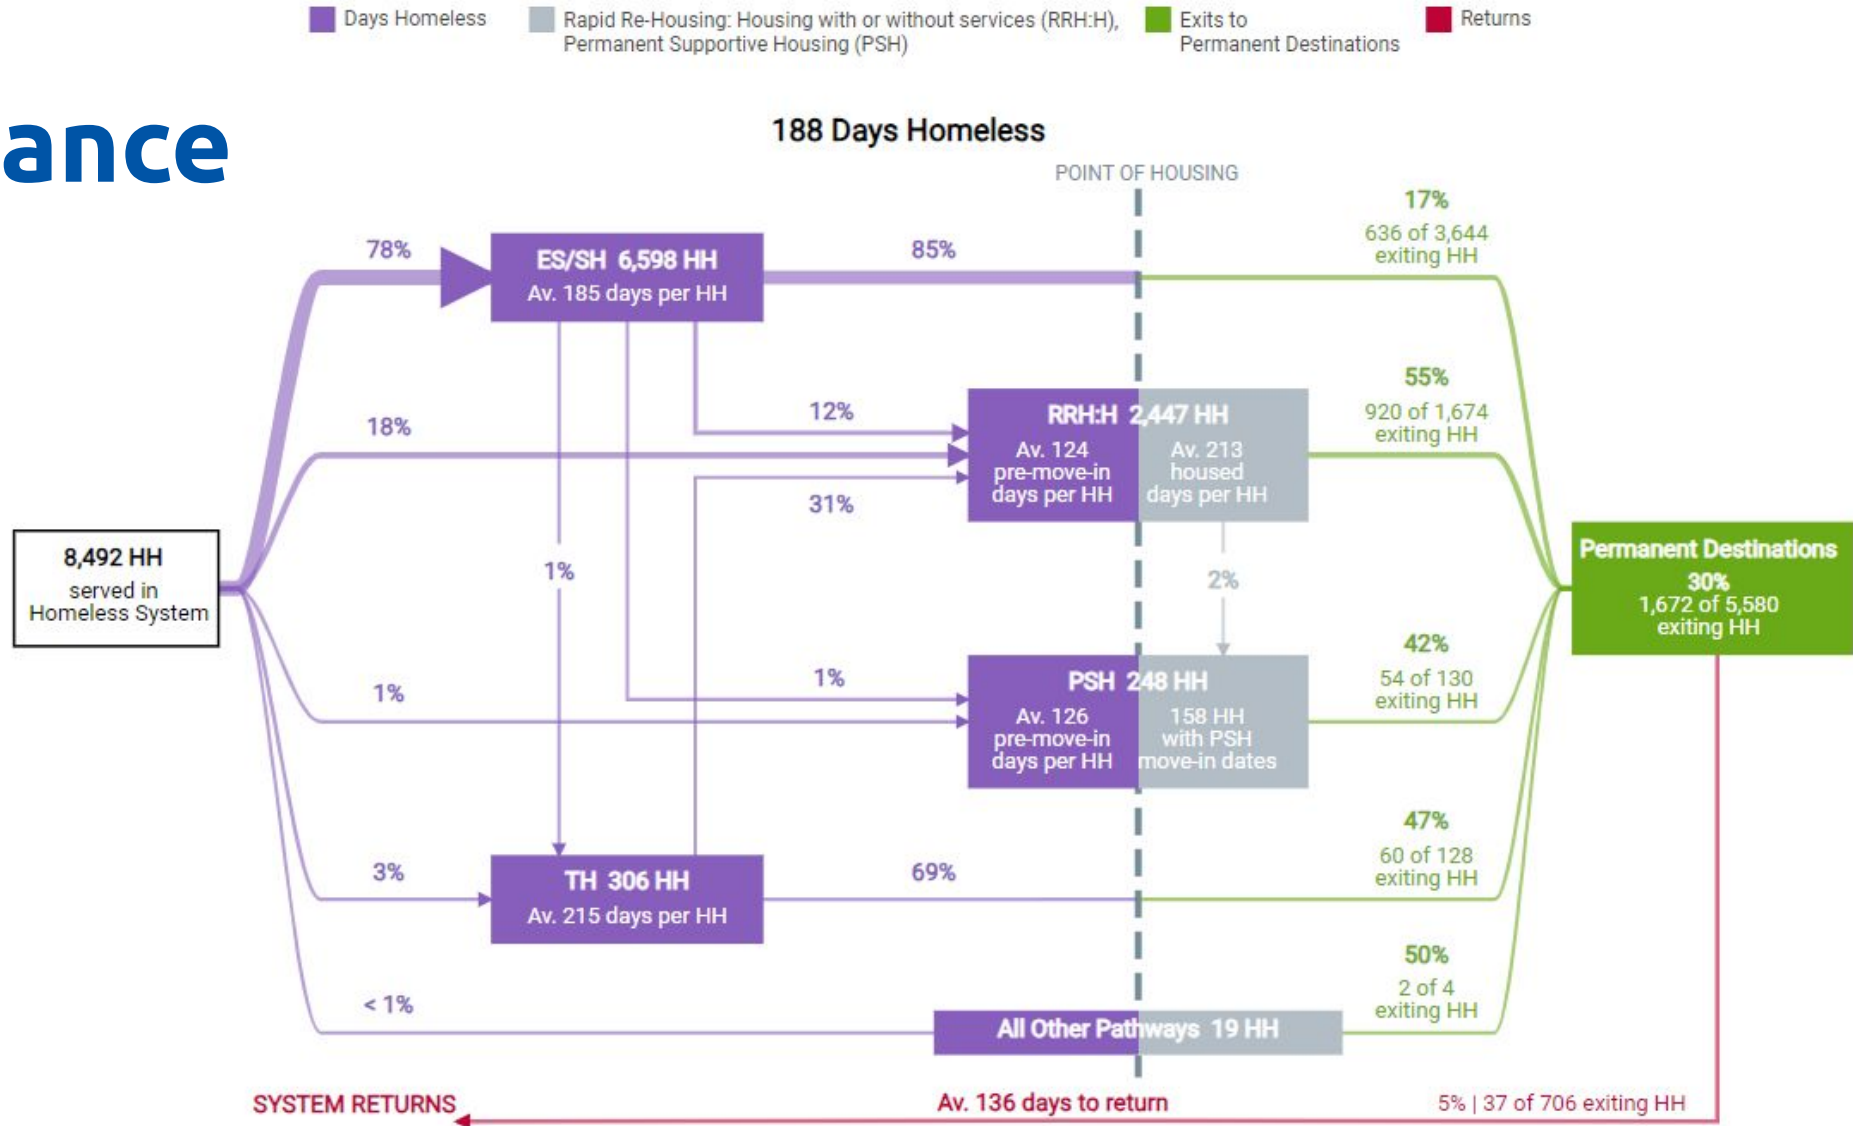 Days Homeless
Rapid Re-Housing: Housing with or without services (RRH:H),
Permanent Supportive Housing (PSH)
Exits to
Permanent Destinations
Returns
ance
188 Days Homeless
POINT OF HOUSING
17%
636 of 3,644
exiting HH
78%
ES/SH 6,598 HH
Av. 185 days per HH
85%
55%
920 of 1,674
exiting HH
18%
12%
RRH:H 2,447 HH
Av. 124
pre-move-in
days per HH
Av. 213
housed
days per HH
31%
8,492 HH
served in
Homeless System
1%
2%
Permanent Destinations
30%
1,672 of 5,580
exiting HH
42%
54 of 130
exiting HH
1%
1%
PSH 248 HH
Av. 126
pre-move-in
days per HH
158 HH
with PSH
move-in dates
47%
60 of 128
exiting HH
3%
TH 306 HH
Av. 215 days per HH
69%
50%
2 of 4
exiting HH
< 1%
All Other Pathways 19 HH
SYSTEM RETURNS
Av. 136 days to return
5% | 37 of 706 exiting HH